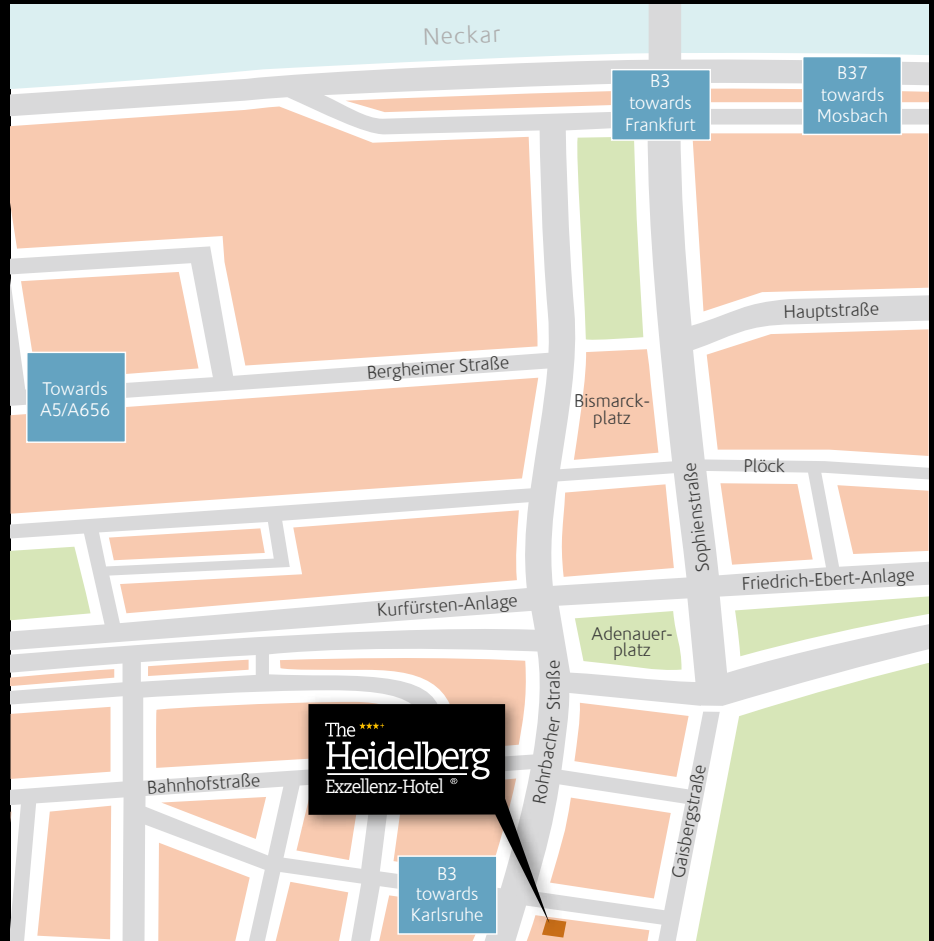 Neckar
B3
towards
Frankfurt
B37
towards
Mosbach
Hauptstraße
Bergheimer Straße
Towards
A5/A656
Bismarck-
platz
Plöck
Sophienstraße
Friedrich-Ebert-Anlage
Kurfürsten-Anlage
Adenauer-
platz
Rohrbacher Straße
The ★★★+
Heidelberg
Exzellenz-Hotel ®
Bahnhofstraße
Gaisbergstraße
B3
towards
Karlsruhe